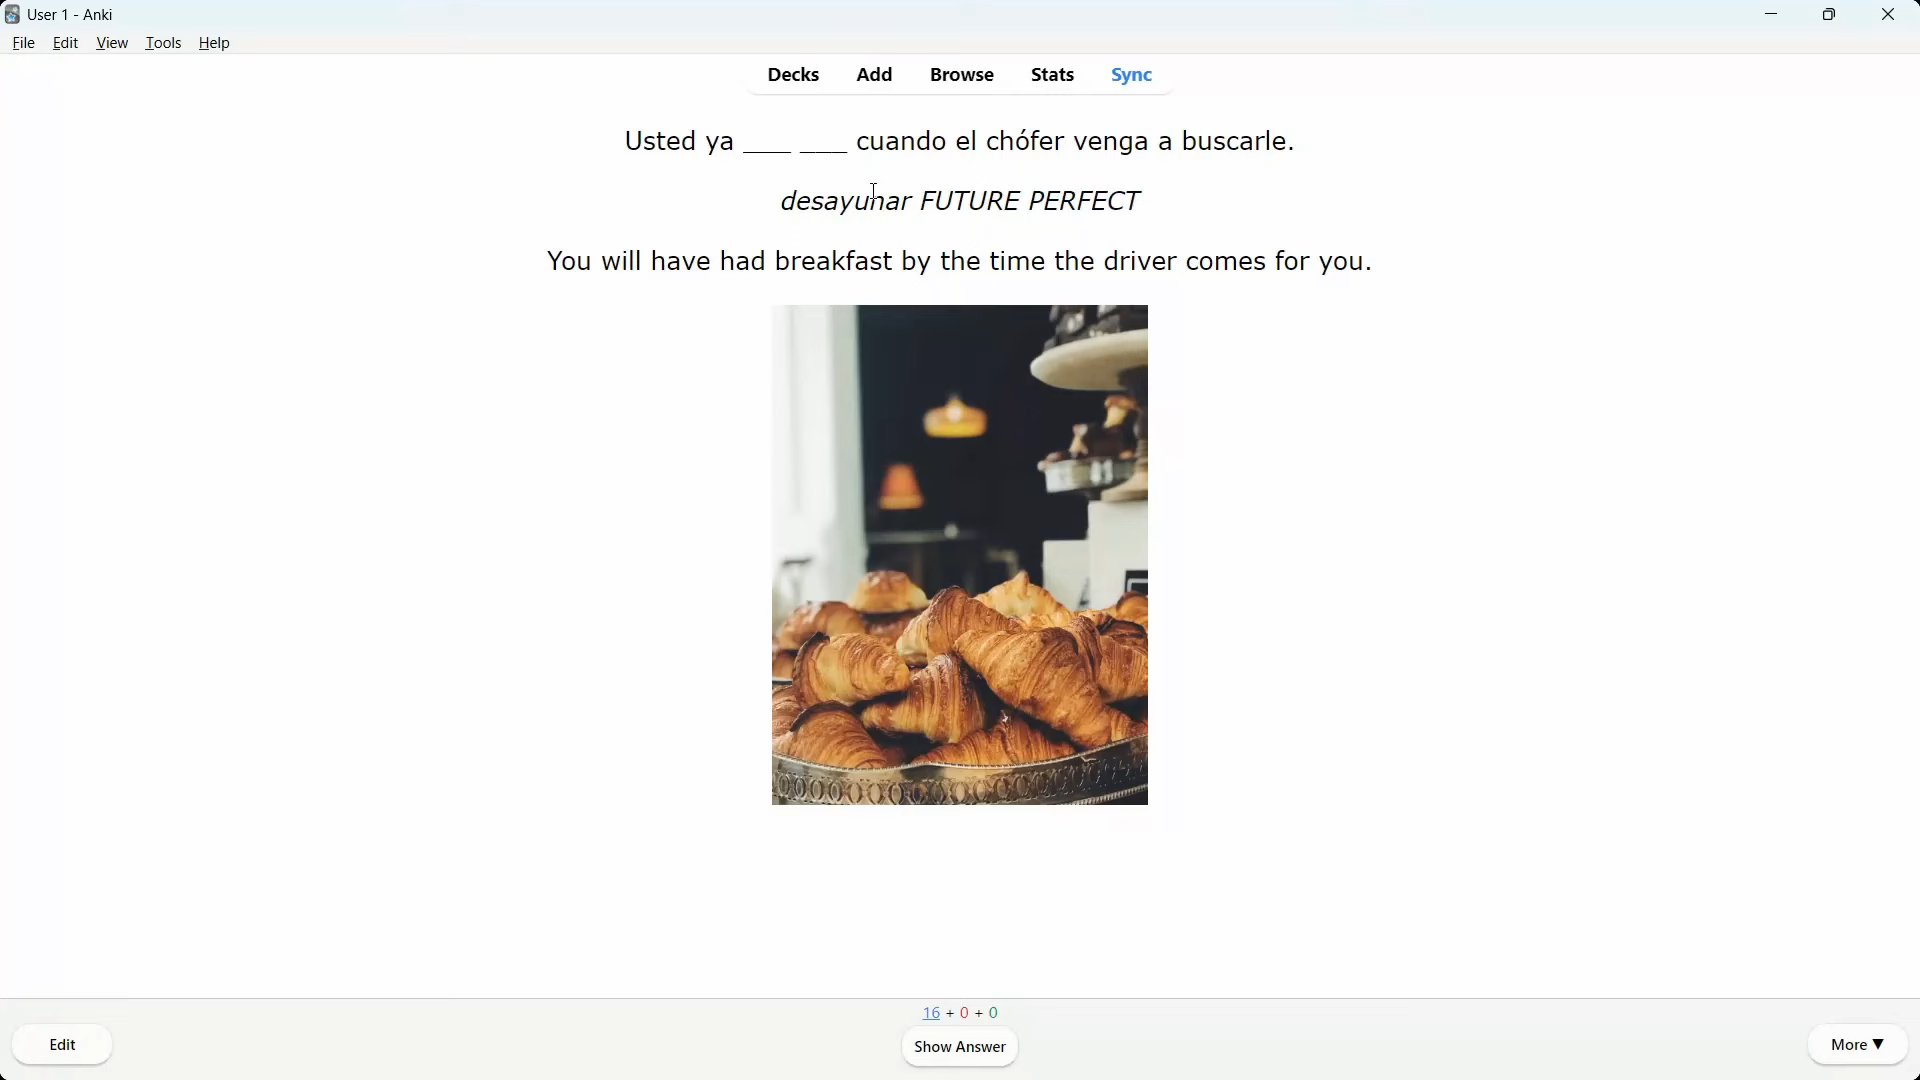 User 1 - Anki
File Edit View Tools Help
Decks Add Browse Stats Sync
Usted ya ____ ____ cuando el chófer venga a buscarle.
desayunar FUTURE PERFECT
You will have had breakfast by the time the driver comes for you.
16 + 0 + 0
Edit Show Answer More ▼